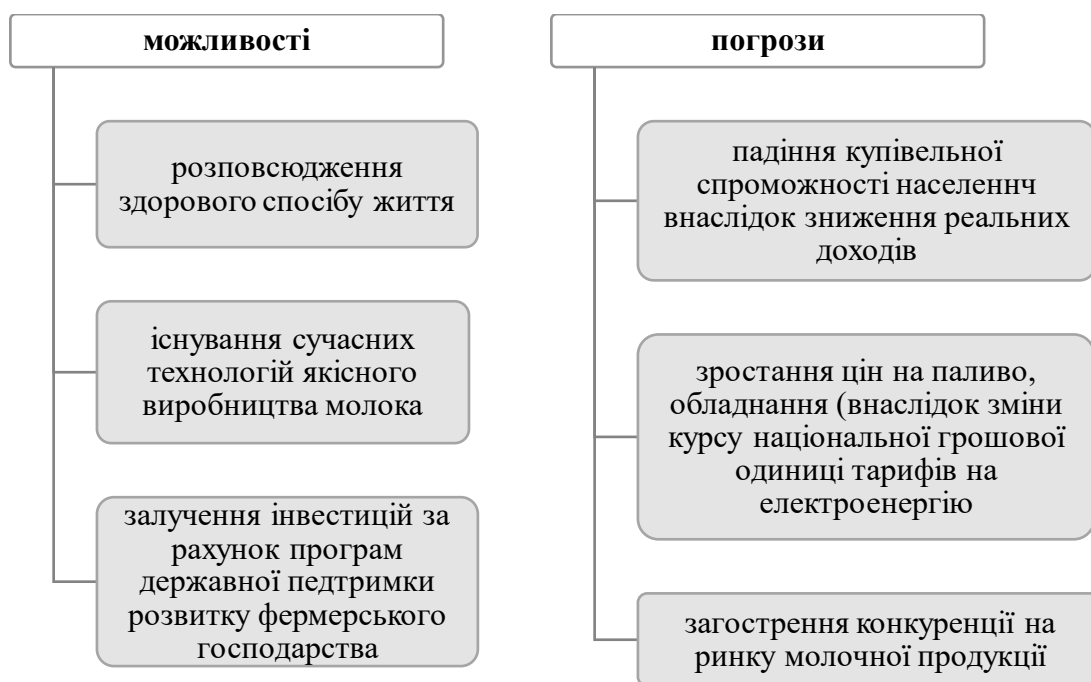 можливості
розповсюдження
здорового способу життя
існування сучасних
технологій якісного
виробництва молока
залучення інвестицій за
рахунок програм
державної педтримки
розвитку фермерського
господарства
погрози
падіння купівельної
спроможності населеннч
внаслідок зниження реальних
доходів
зростання цін на паливо,
обладнання (внаслідок зміни
курсу національної грошової
одиниці тарифів на
електроенергію
загострення конкуренції на
ринку молочної продукції